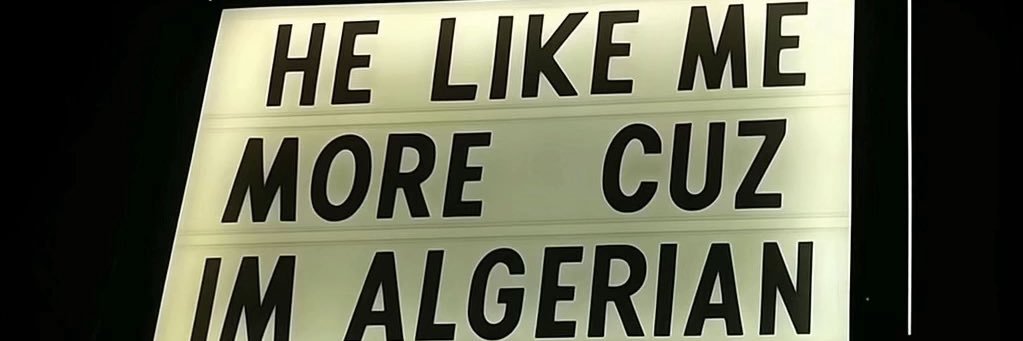 HE LIKE ME
MORE CUZ
IM ALGERIAN